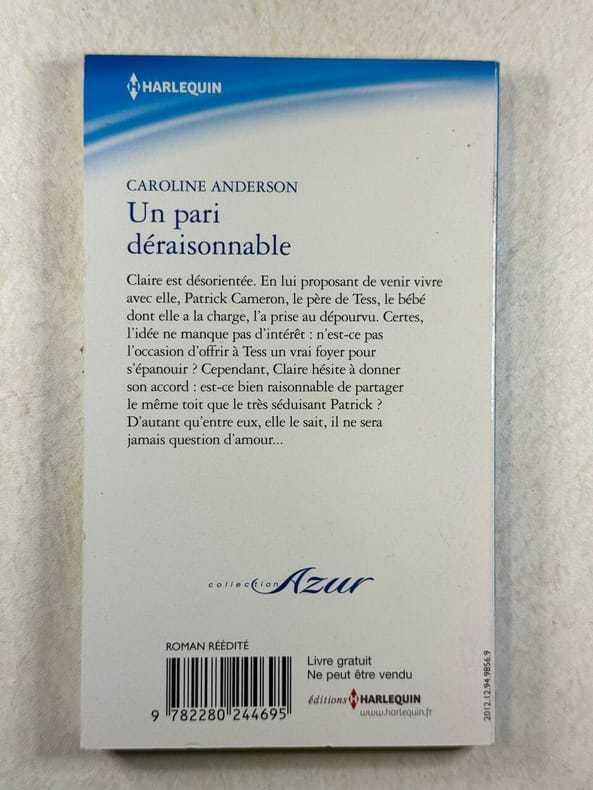 HARLEQUIN
CAROLINE ANDERSON
Un pari
déraisonnable
Claire est désorientée. En lui proposant de venir vivre
avec elle, Patrick Cameron, le père de Tess, le bébé
dont elle a la charge, l'a prise au dépourvu. Certes,
l'idée ne manque pas d'intérêt : n'est-ce pas
l'occasion d'offrir à Tess un vrai foyer pour
s'épanouir ? Cependant, Claire hésite à donner
son accord : est-ce bien raisonnable de partager
le même toit que le très séduisant Patrick ?
D'autant qu'entre eux, elle le sait, il ne sera
jamais question d'amour...
collection Azur
ROMAN RÉÉDITÉ
9 782280 244695
Livre gratuit
Ne peut être vendu
éditions HARLEQUIN
www.harlequin.fr
2012.12.94.9856.9